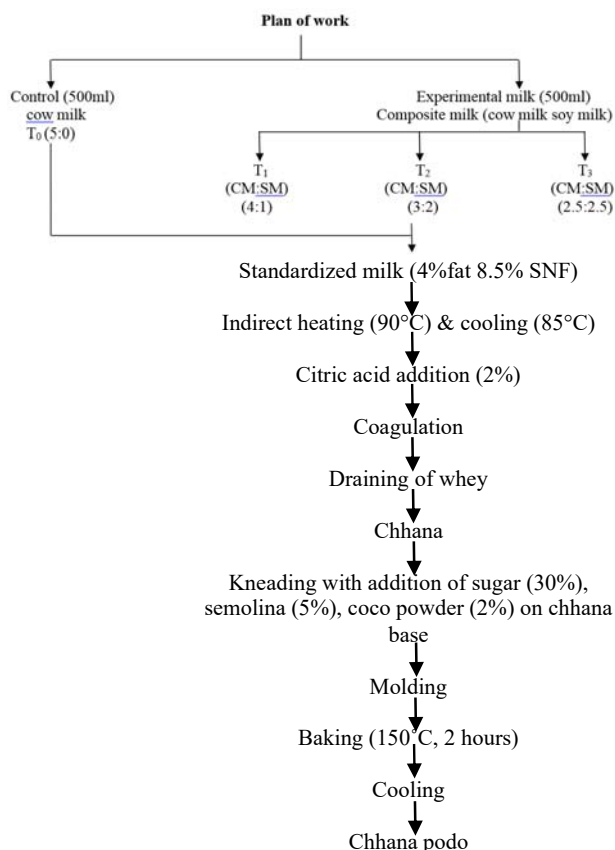 Plan of work
Control (500ml)
cow milk
T₀ (5:0)
Experimental milk (500ml)
Composite milk (cow milk soy milk)
T₁
(CM:SM)
(4:1)
T₂
(CM:SM)
(3:2)
T₃
(CM:SM)
(2.5:2.5)
Standardized milk (4%fat 8.5% SNF)
Indirect heating (90°C) & cooling (85°C)
Citric acid addition (2%)
Coagulation
Draining of whey
Chhana
Kneading with addition of sugar (30%),
semolina (5%), coco powder (2%) on chhana
base
Molding
Baking (150°C, 2 hours)
Cooling
Chhana podo